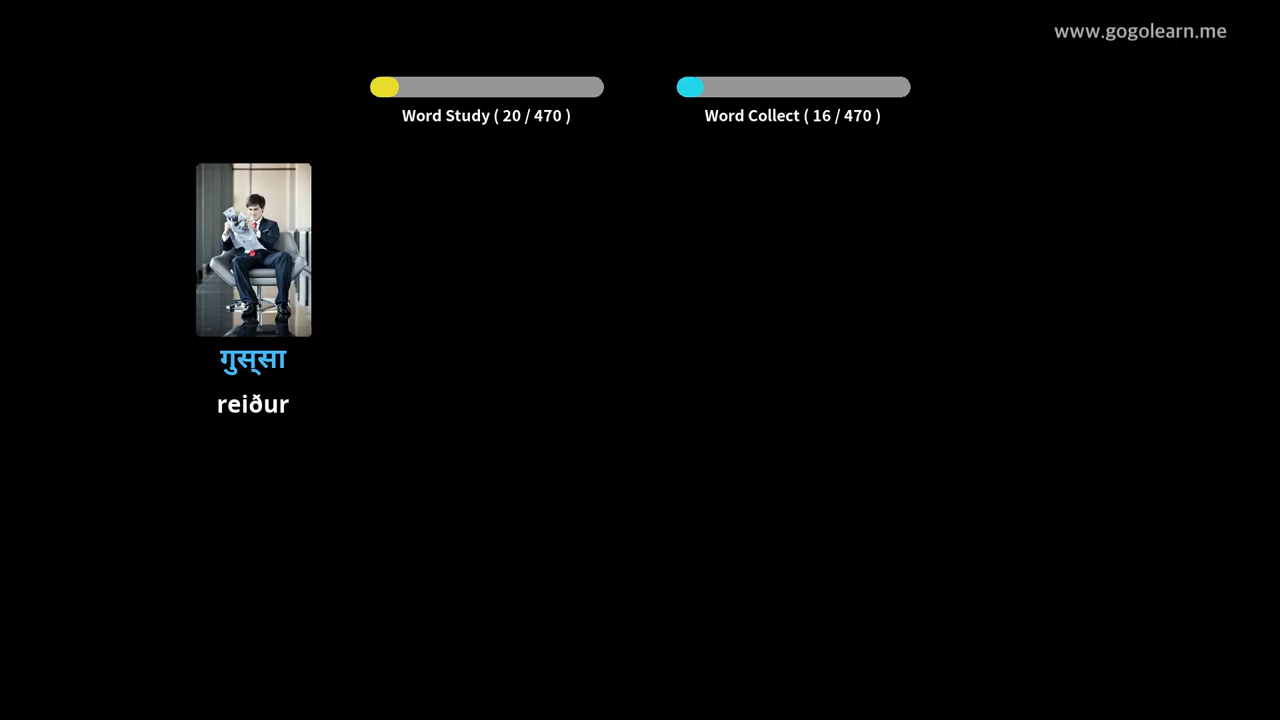 www.gogolearn.me
Word Study ( 20 / 470 )
Word Collect ( 16 / 470 )
गुस्‌सा
reiður